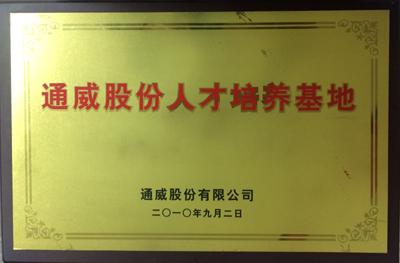 通威股份人才培养基地
通威股份有限公司
二〇一〇年九月二日